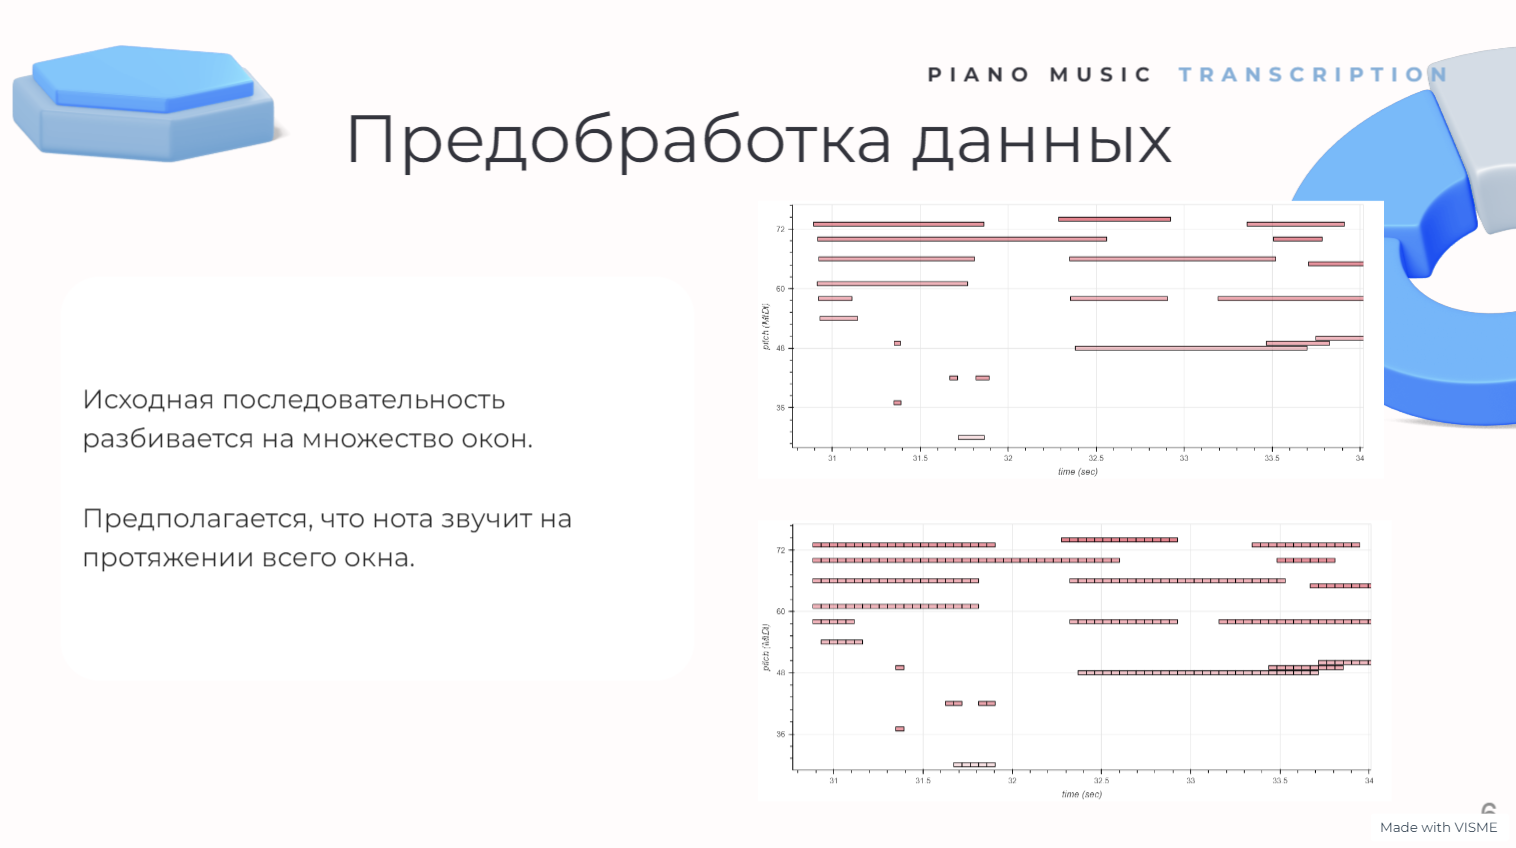 PIANO MUSIC TRANSCRIPTION
Предобработка данных
Исходная последовательность
разбивается на множество окон.
Предполагается, что нота звучит на
протяжении всего окна.
72
60
48
36
pitch (MIDI)
31
31.5
32
32.5
33
33.5
34
time (sec)
72
60
48
36
pitch (MIDI)
31
31.5
32
32.5
33
33.5
34
time (sec)
6
Made with VISME